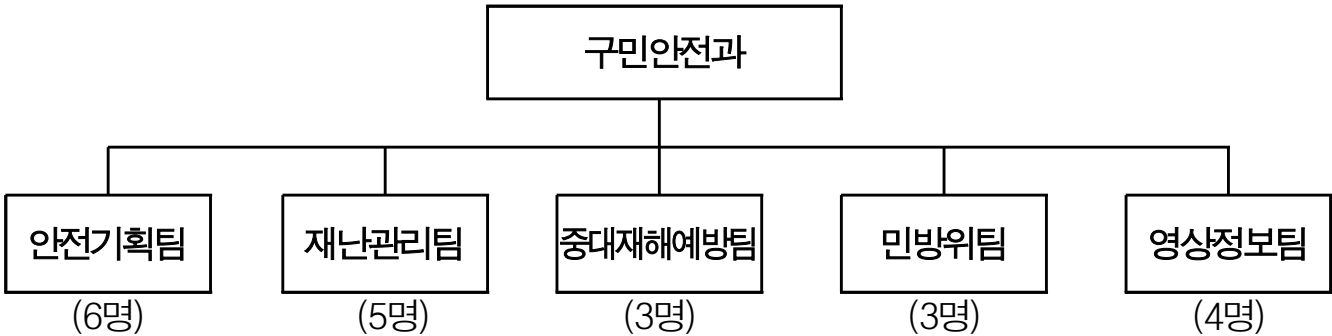 구민안전과
안전기획팀 재난관리팀 중대재해예방팀 민방위팀 영상정보팀
(6명) (5명) (3명) (3명) (4명)